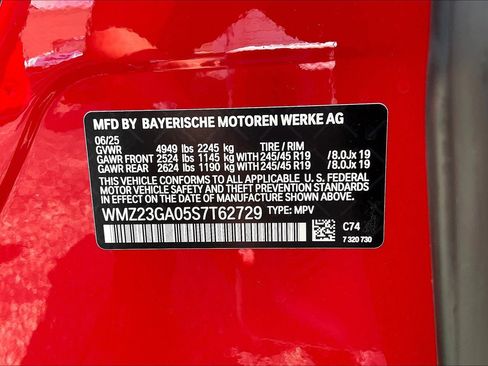 MFD BY BAYERISCHE MOTOREN WERKE AG
06/25
GVWR 4949 lbs 2245 kg TIRE / RIM
GAWR FRONT 2524 lbs 1145 kg WITH 245/45 R19 / 8.0Jx 19
GAWR REAR 2624 lbs 1190 kg WITH 245/45 R19 / 8.0Jx 19
THIS VEHICLE CONFORMS TO ALL APPLICABLE U.S. FEDERAL
MOTOR VEHICLE SAFETY AND THEFT PREVENTION STANDARDS
IN EFFECT ON THE DATE OF MANUFACTURE SHOWN ABOVE.
WMZ23GA05S7T62729 TYPE: MPV
C74
7 320 730